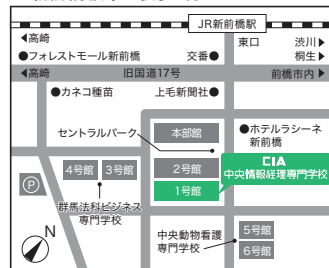 JR新前橋駅
◀高崎
東口
渋川▶
桐生▶
●フォレストモール新前橋
交番●
◀高崎
旧国道17号
前橋市内▶
●カネコ種苗
上毛新聞社●
セントラルパーク
本部館
●ホテルラシーネ
新前橋
4号館
3号館
2号館
CIA
中央情報経理専門学校
1号館
P
群馬法科ビジネス
専門学校
N
中央動物看護
専門学校
5号館
6号館